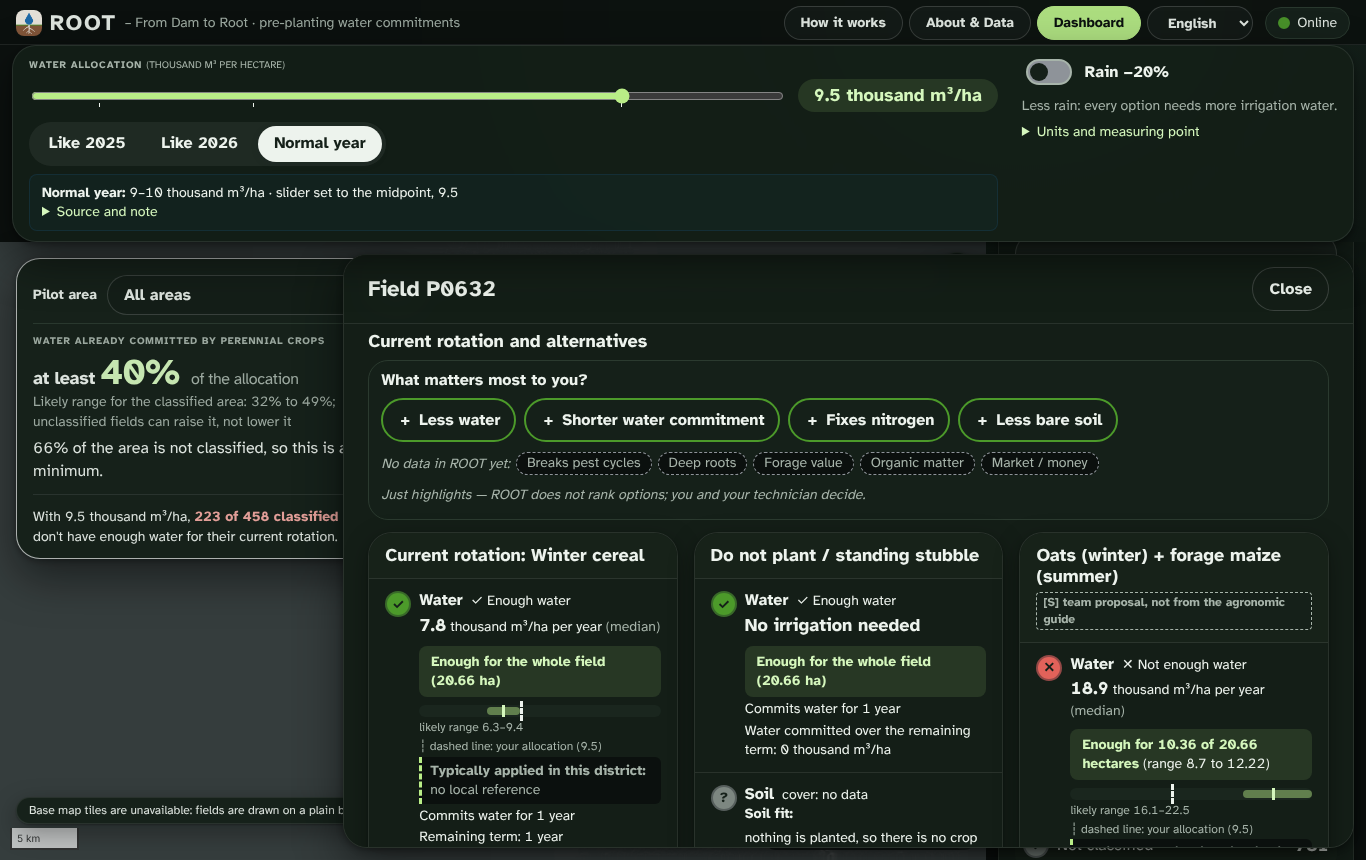 ROOT – From Dam to Root · pre-planting water commitments
How it works
About & Data
Dashboard
English
Online
WATER ALLOCATION (THOUSAND M³ PER HECTARE)
9.5 thousand m³/ha
Like 2025
Like 2026
Normal year
Normal year: 9–10 thousand m³/ha · slider set to the midpoint, 9.5
Source and note
Rain −20%
Less rain: every option needs more irrigation water.
Units and measuring point
Pilot area
All areas
WATER ALREADY COMMITTED BY PERENNIAL CROPS
at least 40% of the allocation
Likely range for the classified area: 32% to 49%;
unclassified fields can raise it, not lower it
66% of the area is not classified, so this is a
minimum.
With 9.5 thousand m³/ha, 223 of 458 classified
don't have enough water for their current rotation.
Base map tiles are unavailable: fields are drawn on a plain
5 km
Field P0632
Close
Current rotation and alternatives
What matters most to you?
+ Less water
+ Shorter water commitment
+ Fixes nitrogen
+ Less bare soil
No data in ROOT yet:
Breaks pest cycles
Deep roots
Forage value
Organic matter
Market / money
Just highlights — ROOT does not rank options; you and your technician decide.
Current rotation: Winter cereal
Water ✓ Enough water
7.8 thousand m³/ha per year (median)
Enough for the whole field
(20.66 ha)
likely range 6.3–9.4
dashed line: your allocation (9.5)
Typically applied in this district:
no local reference
Commits water for 1 year
Remaining term: 1 year
Do not plant / standing stubble
Water ✓ Enough water
No irrigation needed
Enough for the whole field
(20.66 ha)
Commits water for 1 year
Water committed over the remaining
term: 0 thousand m³/ha
Soil cover: no data
Soil fit:
nothing is planted, so there is no crop
Oats (winter) + forage maize
(summer)
[S] team proposal, not from the agronomic
guide
Water ✕ Not enough water
18.9 thousand m³/ha per year
(median)
Enough for 10.36 of 20.66
hectares (range 8.7 to 12.22)
likely range 16.1–22.5
dashed line: your allocation (9.5)